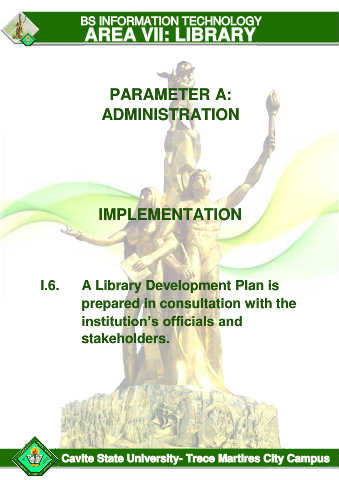 BS INFORMATION TECHNOLOGY
AREA VII: LIBRARY
PARAMETER A:
ADMINISTRATION
IMPLEMENTATION
I.6. A Library Development Plan is
prepared in consultation with the
institution's officials and
stakeholders.
Cavite State University- Trece Martires City Campus